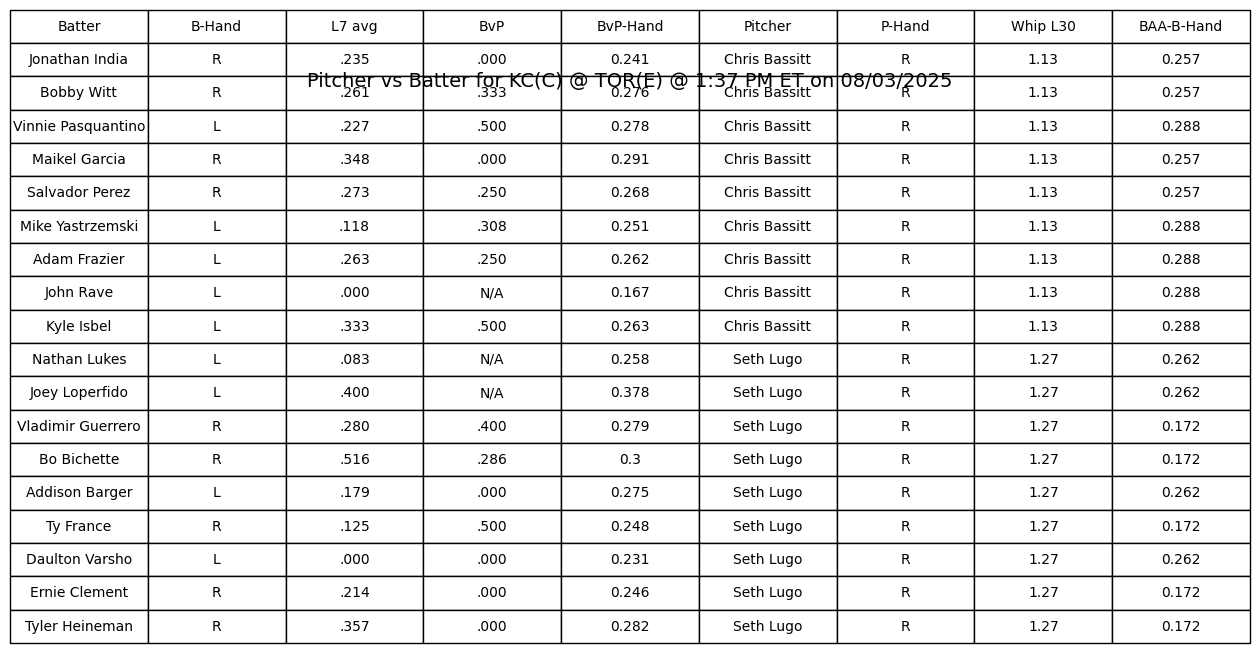 Batter B-Hand L7 avg BvP BvP-Hand Pitcher P-Hand Whip L30 BAA-B-Hand
Jonathan India R .235 .000 0.241 Chris Bassitt R 1.13 0.257
Pitcher vs Batter for KC(C) @ TOR(E) @ 1:37 PM ET on 08/03/2025
Bobby Witt R .261 .333 0.276 Chris Bassitt R 1.13 0.257
Vinnie Pasquantino L .227 .500 0.278 Chris Bassitt R 1.13 0.288
Maikel Garcia R .348 .000 0.291 Chris Bassitt R 1.13 0.257
Salvador Perez R .273 .250 0.268 Chris Bassitt R 1.13 0.257
Mike Yastrzemski L .118 .308 0.251 Chris Bassitt R 1.13 0.288
Adam Frazier L .263 .250 0.262 Chris Bassitt R 1.13 0.288
John Rave L .000 N/A 0.167 Chris Bassitt R 1.13 0.288
Kyle Isbel L .333 .500 0.263 Chris Bassitt R 1.13 0.288
Nathan Lukes L .083 N/A 0.258 Seth Lugo R 1.27 0.262
Joey Loperfido L .400 N/A 0.378 Seth Lugo R 1.27 0.262
Vladimir Guerrero R .280 .400 0.279 Seth Lugo R 1.27 0.172
Bo Bichette R .516 .286 0.3 Seth Lugo R 1.27 0.172
Addison Barger L .179 .000 0.275 Seth Lugo R 1.27 0.262
Ty France R .125 .500 0.248 Seth Lugo R 1.27 0.172
Daulton Varsho L .000 .000 0.231 Seth Lugo R 1.27 0.262
Ernie Clement R .214 .000 0.246 Seth Lugo R 1.27 0.172
Tyler Heineman R .357 .000 0.282 Seth Lugo R 1.27 0.172